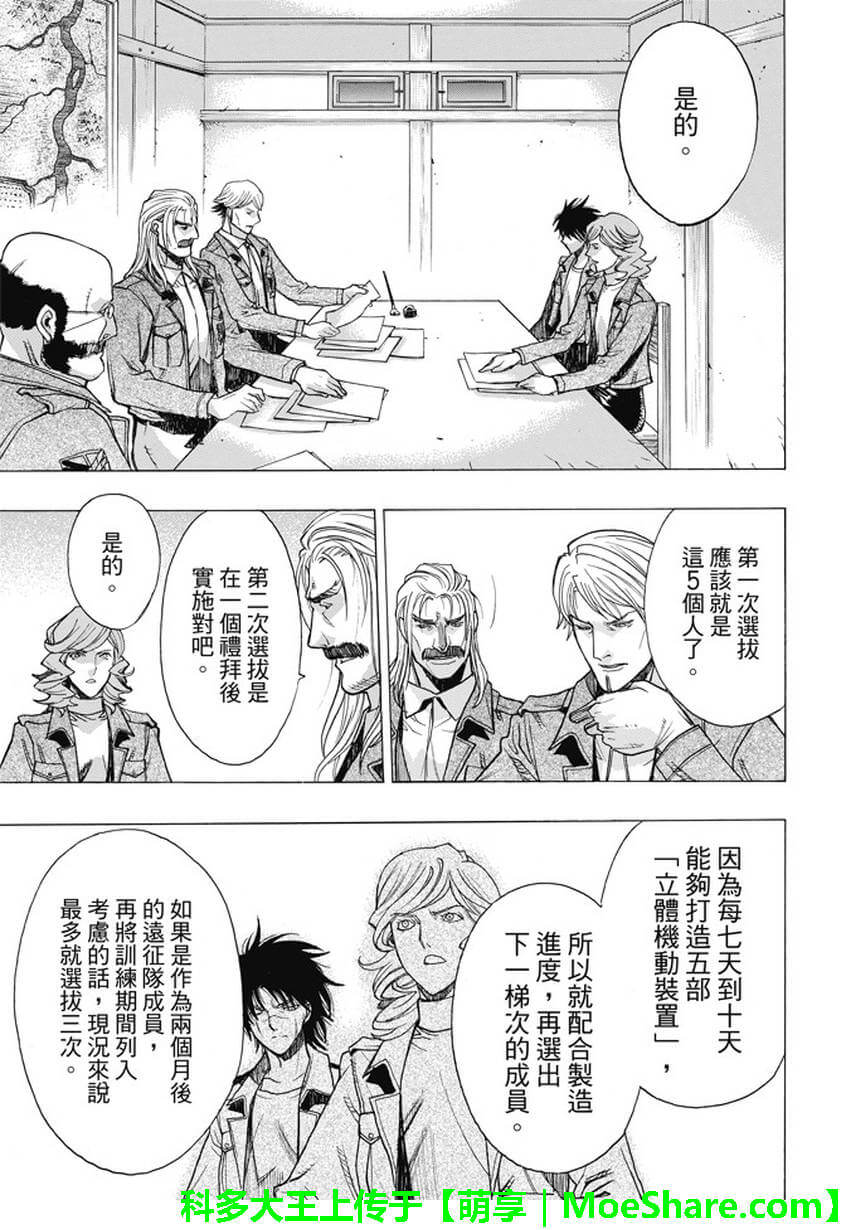 是的。
第一次選拔
應該就是
這5個人了。
第二次選拔是
在一個禮拜後
實施對吧。
是的。
因為每七天到十天
能夠打造五部
「立體機動裝置」，
所以就配合製造
進度，再選出
下一梯次的成員。
如果是作為兩個月後
的遠征隊成員，
再將訓練期間列入
考慮的話，現況來說
最多就選拔三次。
科多大王上传于【萌享｜MoeShare.com】